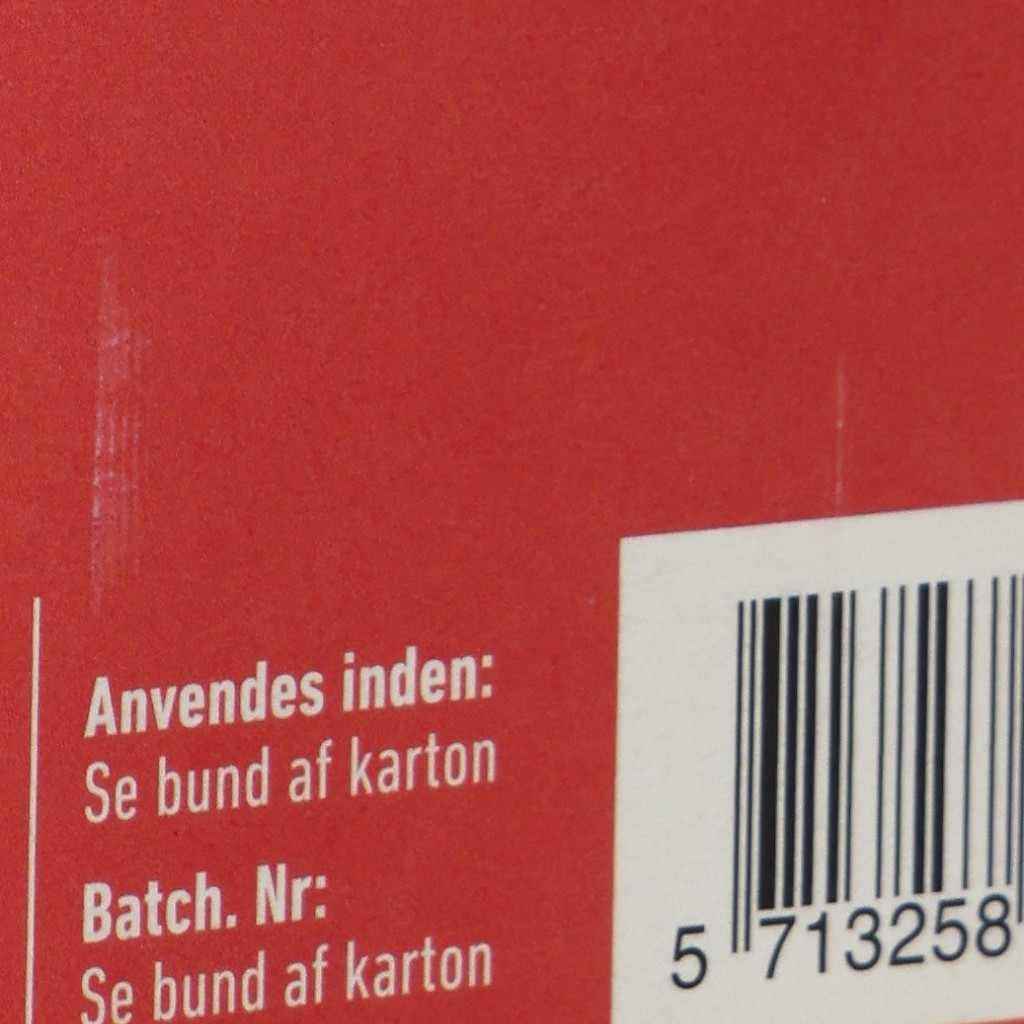 Anvendes inden:
Se bund af karton
Batch. Nr:
Se bund af karton
5 713258